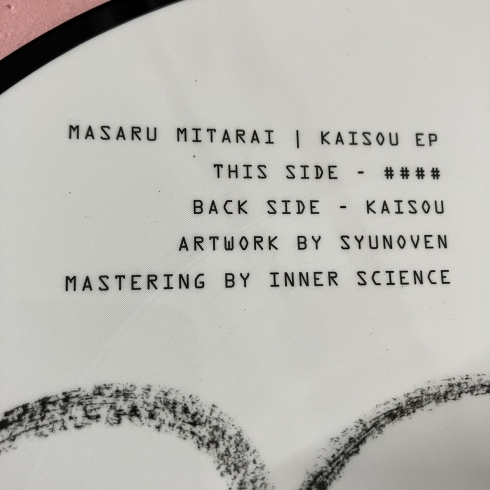 MASARU MITARAI | KAISOU EP
THIS SIDE - ####
BACK SIDE - KAISOU
ARTWORK BY SYUNOVEN
MASTERING BY INNER SCIENCE